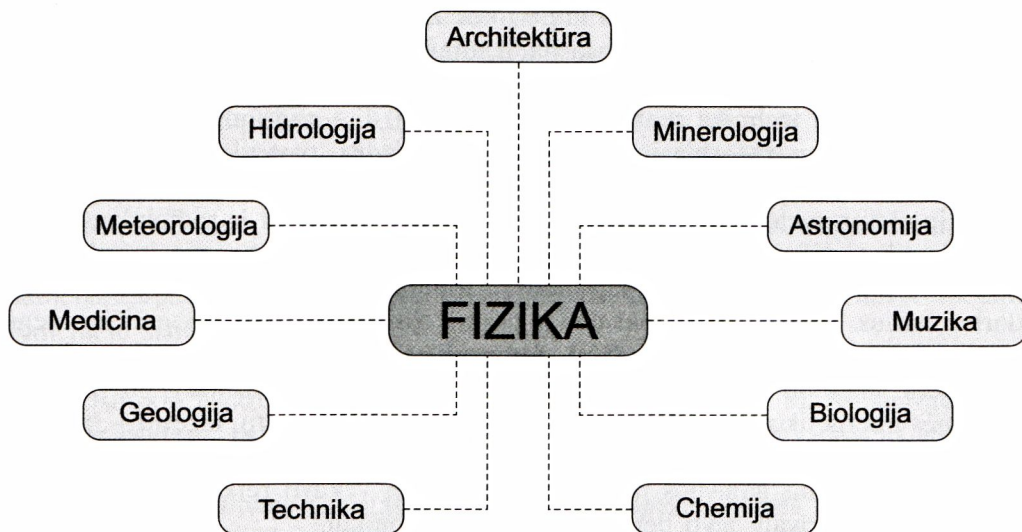 Architektūra
Hidrologija
Minerologija
Meteorologija
Astronomija
FIZIKA
Medicina
Muzika
Geologija
Biologija
Technika
Chemija